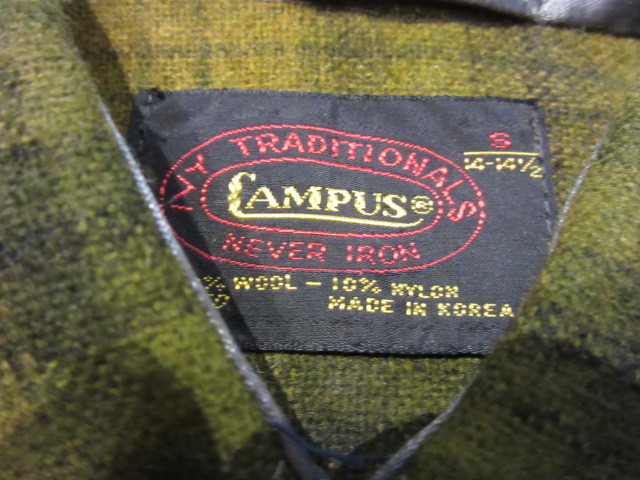 IVY TRADITIONALS
S
14-14½
CAMPUS®
NEVER IRON
% WOOL - 10% NYLON
MADE IN KOREA